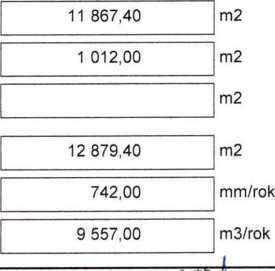 11 867,40 m2
1 012,00 m2
m2
12 879,40 m2
742,00 mm/rok
9 557,00 m3/rok